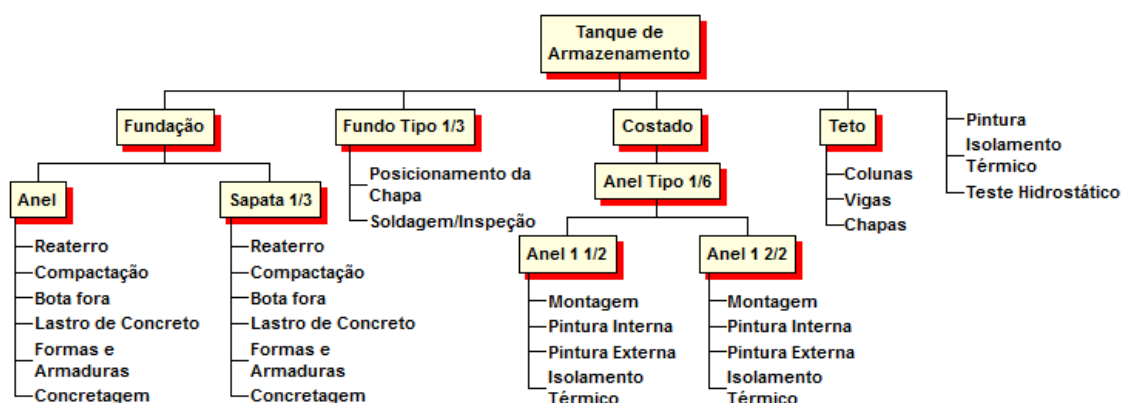 Tanque de
Armazenamento
Fundação
Fundo Tipo 1/3
Costado
Teto
Pintura
Isolamento
Térmico
Teste Hidrostático
Anel
Sapata 1/3
Posicionamento da
Chapa
Soldagem/Inspeção
Anel Tipo 1/6
Colunas
Vigas
Chapas
Reaterro
Compactação
Bota fora
Lastro de Concreto
Formas e
Armaduras
Concretagem
Reaterro
Compactação
Bota fora
Lastro de Concreto
Formas e
Armaduras
Concretagem
Anel 1 1/2
Anel 1 2/2
Montagem
Pintura Interna
Pintura Externa
Isolamento
Térmico
Montagem
Pintura Interna
Pintura Externa
Isolamento
Térmico